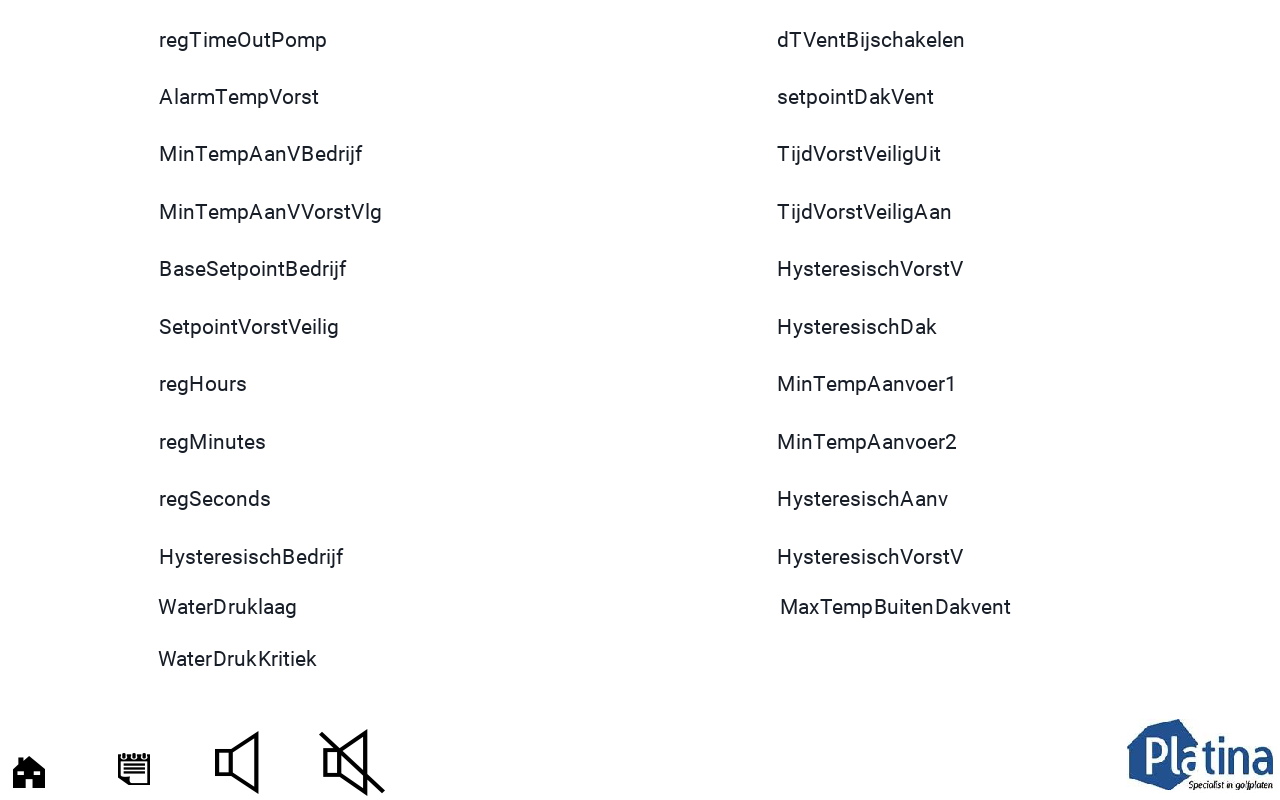 regTimeOutPomp
AlarmTempVorst
MinTempAanVBedrijf
MinTempAanVVorstVlg
BaseSetpointBedrijf
SetpointVorstVeilig
regHours
regMinutes
regSeconds
HysteresischBedrijf
WaterDruklaag
WaterDrukKritiek
dTVentBijschakelen
setpointDakVent
TijdVorstVeiligUit
TijdVorstVeiligAan
HysteresischVorstV
HysteresischDak
MinTempAanvoer1
MinTempAanvoer2
HysteresischAanv
HysteresischVorstV
MaxTempBuitenDakvent
Platina
Specialist in golfplaten